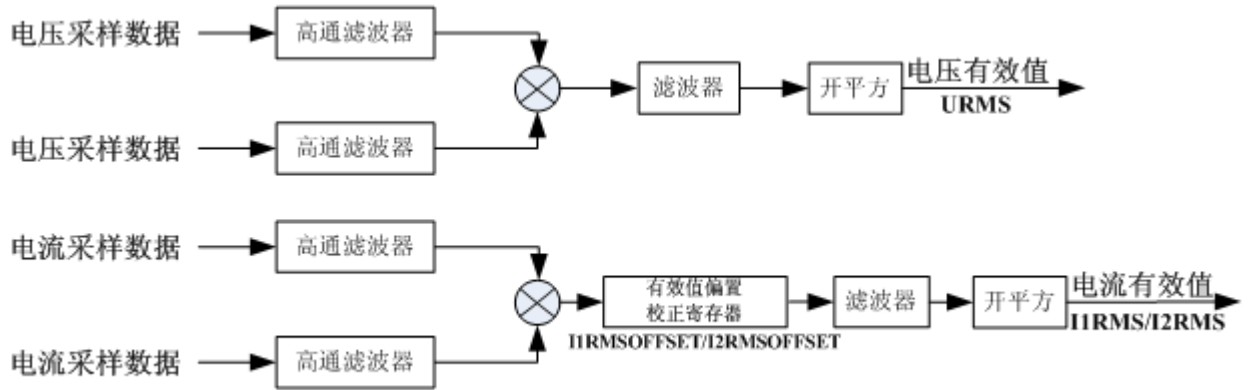 电压采样数据
高通滤波器
电压采样数据
高通滤波器
滤波器
开平方
电压有效值
URMS
电流采样数据
高通滤波器
电流采样数据
高通滤波器
有效值偏置
校正寄存器
I1RMSOFFSET/I2RMSOFFSET
滤波器
开平方
电流有效值
I1RMS/I2RMS